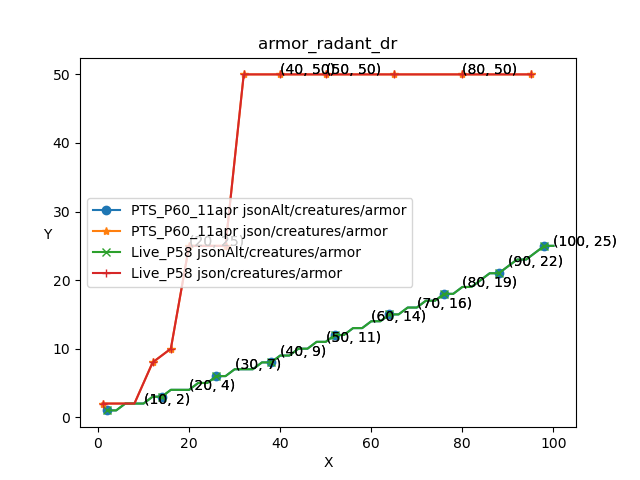 armor_radant_dr
50
(40, 50)
(50, 50)
(80, 50)
40
30
PTS_P60_11apr jsonAlt/creatures/armor
PTS_P60_11apr json/creatures/armor
Live_P58 jsonAlt/creatures/armor
Live_P58 json/creatures/armor
Y
(20, 25)
(100, 25)
(90, 22)
20
(80, 19)
(70, 16)
(60, 14)
(50, 11)
10
(40, 9)
(30, 7)
(20, 4)
(10, 2)
0
0 20 40 60 80 100
X